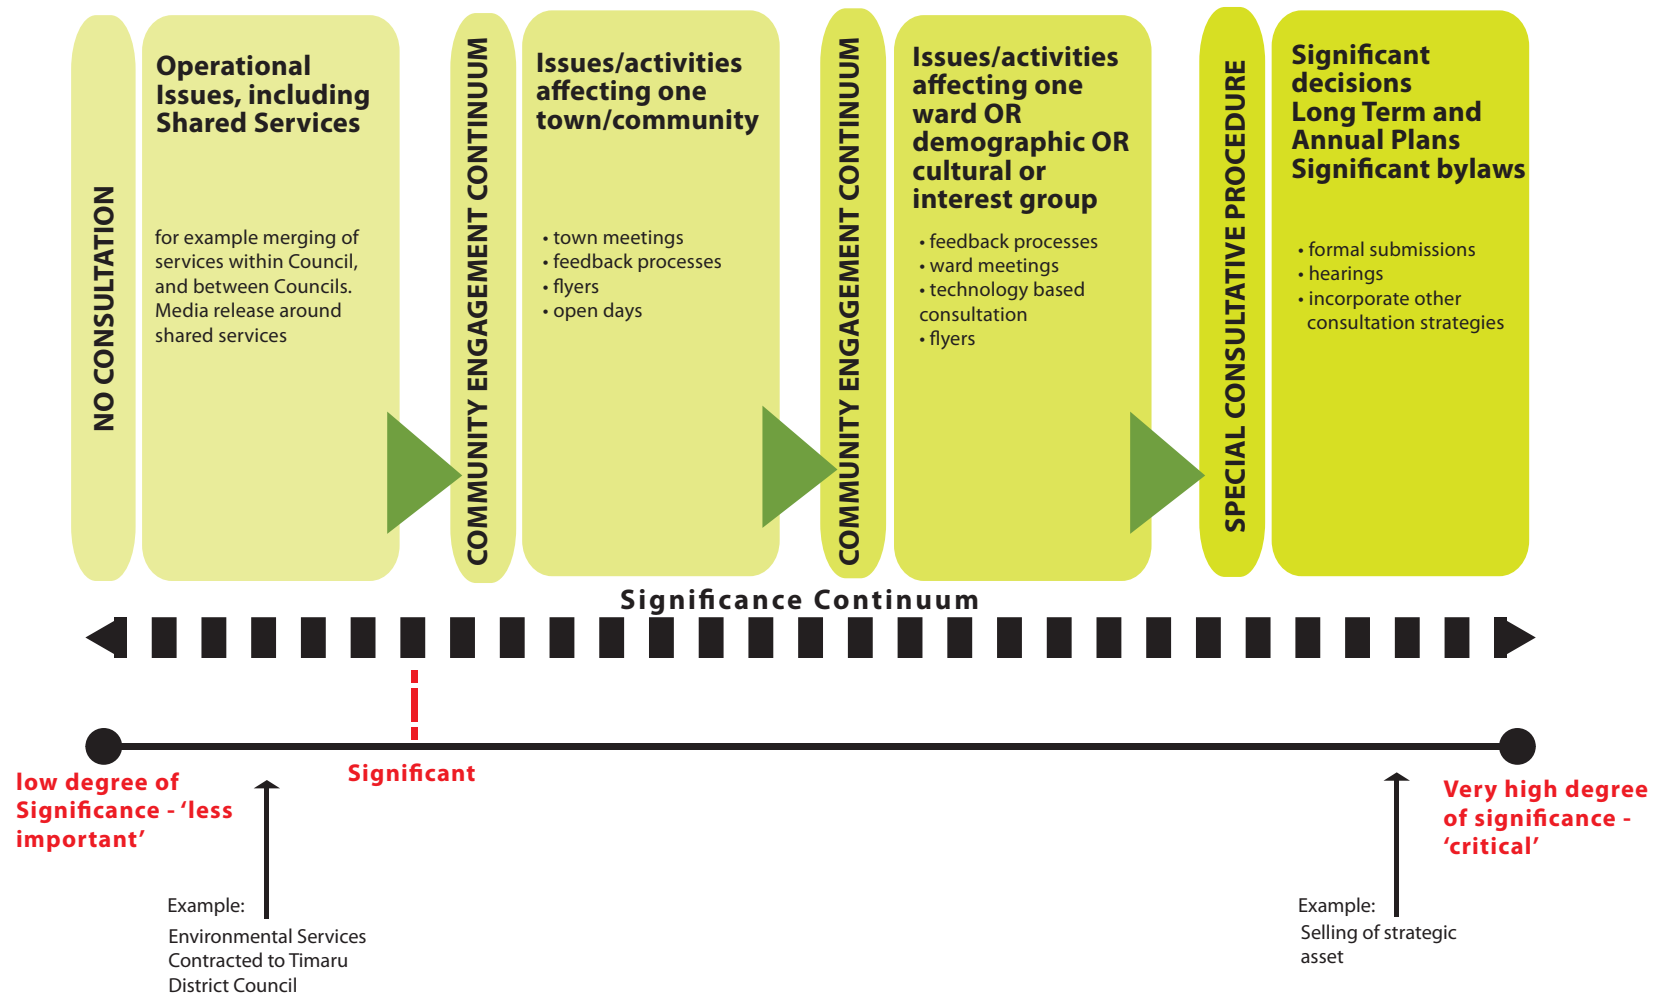 NO CONSULTATION
Operational
Issues, including
Shared Services
for example merging of
services within Council,
and between Councils.
Media release around
shared services
COMMUNITY ENGAGEMENT CONTINUUM
Issues/activities
affecting one
town/community
• town meetings
• feedback processes
• flyers
• open days
COMMUNITY ENGAGEMENT CONTINUUM
Issues/activities
affecting one
ward OR
demographic OR
cultural or
interest group
• feedback processes
• ward meetings
• technology based
consultation
• flyers
SPECIAL CONSULTATIVE PROCEDURE
Significant
decisions
Long Term and
Annual Plans
Significant bylaws
• formal submissions
• hearings
• incorporate other
consultation strategies
Significance Continuum
low degree of
Significance - ‘less
important’
Significant
Very high degree
of significance -
‘critical’
Example:
Environmental Services
Contracted to Timaru
District Council
Example:
Selling of strategic
asset